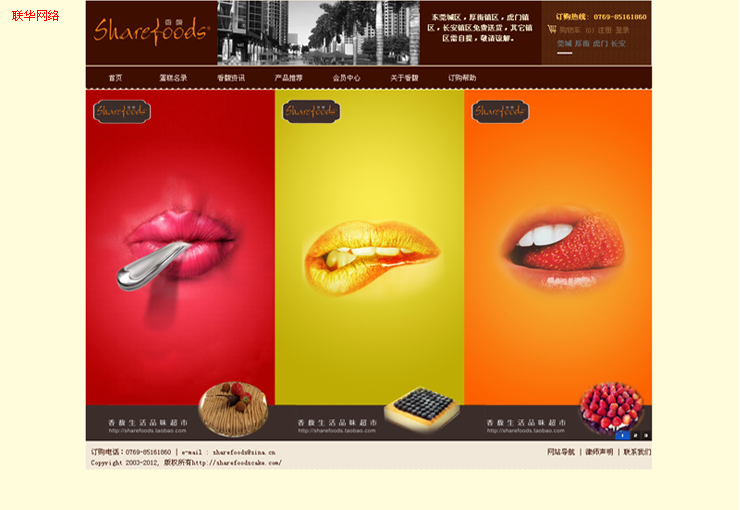 联华网络
香馥
Sharefoods
东莞城区，厚街镇区，虎门镇
区，长安镇区免费送货，其它镇
区需自提，敬请谅解。
订购热线: 0769-85161860
购物车 (0) 注册 登录
莞城 厚街 虎门 长安
首页 蛋糕名录 香馥资讯 产品推荐 会员中心 关于香馥 订购帮助
Sharefoods Sharefoods Sharefoods
香馥生活品味超市 香馥生活品味超市 香馥生活品味超市
http://sharefoods.taobao.com http://sharefoods.taobao.com http://sharefoods.taobao.com
订购电话：0769-85161860 | e-mail : sharefoods@sina.cn
网站导航 | 律师声明 | 联系我们
Copyright 2003-2012, 版权所有http://sharefoodscake.com/